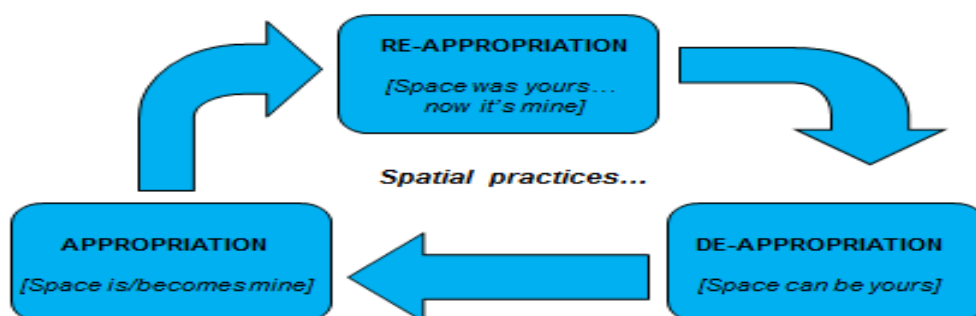 RE-APPROPRIATION
[Space was yours...
now it's mine]
Spatial practices...
APPROPRIATION
[Space is/becomes mine]
DE-APPROPRIATION
[Space can be yours]